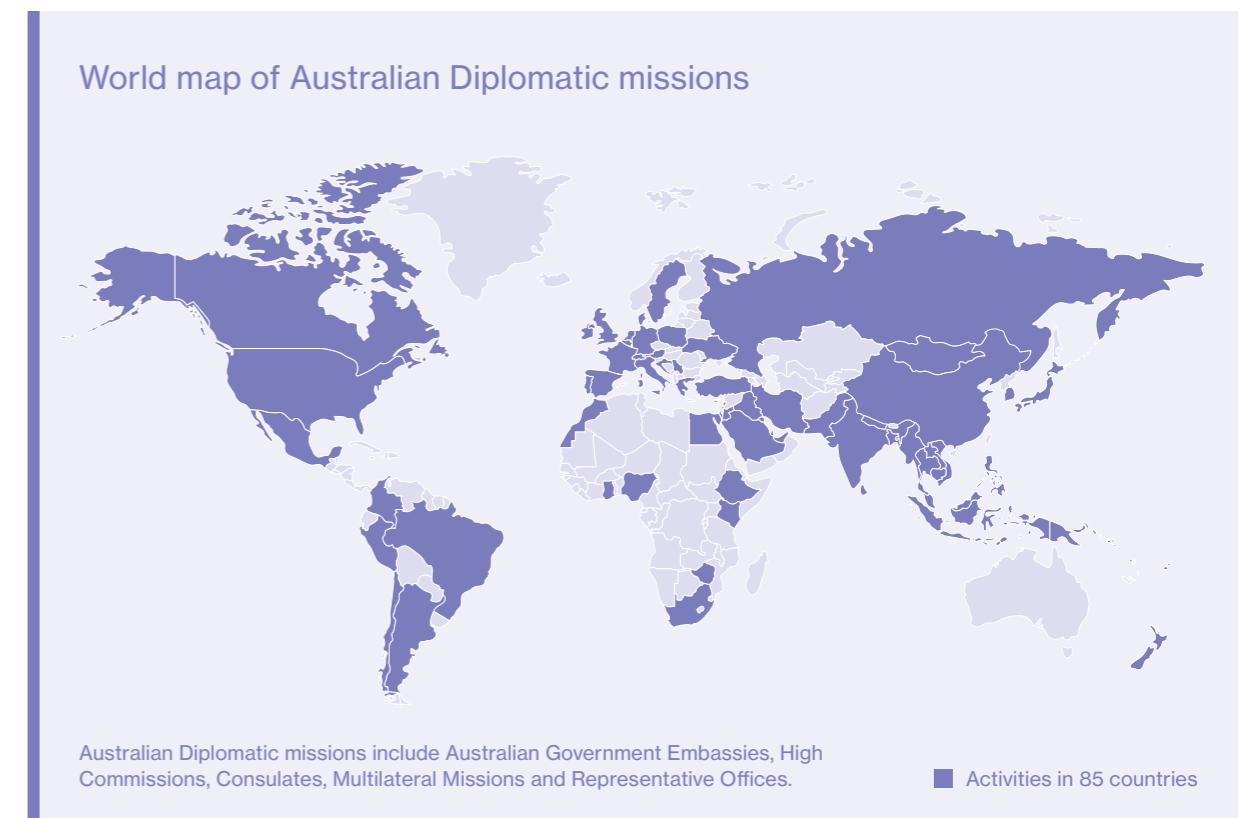 World map of Australian Diplomatic missions
Australian Diplomatic missions include Australian Government Embassies, High
Commissions, Consulates, Multilateral Missions and Representative Offices.
Activities in 85 countries